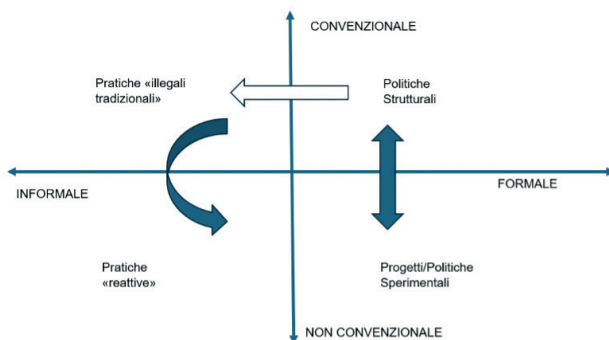 CONVENZIONALE
Pratiche «illegali
tradizionali»
Politiche
Strutturali
INFORMALE
FORMALE
Pratiche
«reattive»
Progetti/Politiche
Sperimentali
NON CONVENZIONALE